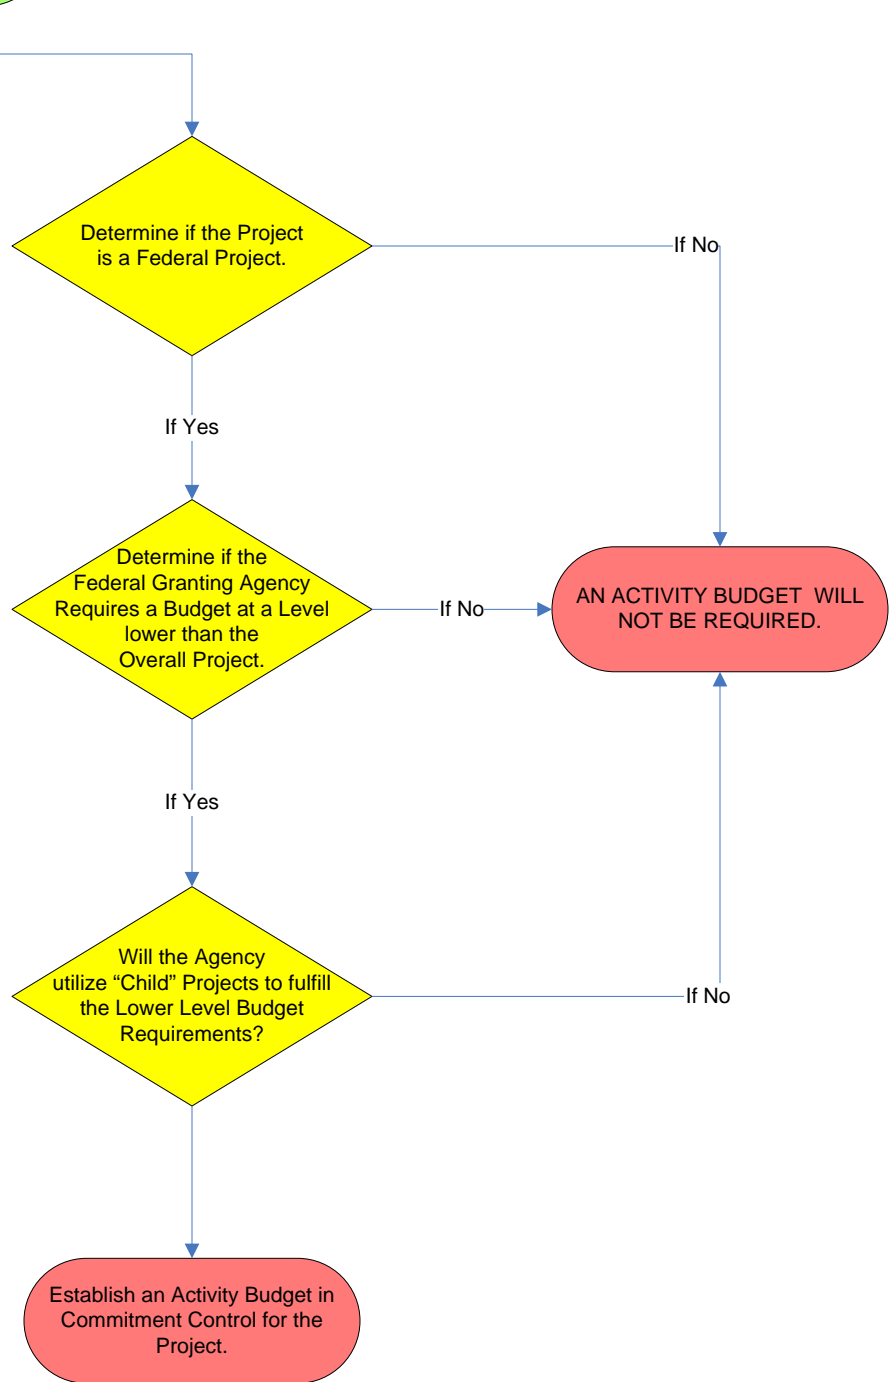 Determine if the Project
is a Federal Project.
If No
If Yes
Determine if the
Federal Granting Agency
Requires a Budget at a Level
lower than the
Overall Project.
If No
AN ACTIVITY BUDGET  WILL
NOT BE REQUIRED.
If Yes
Will the Agency
utilize “Child” Projects to fulfill
the Lower Level Budget
Requirements?
If No
Establish an Activity Budget in
Commitment Control for the
Project.